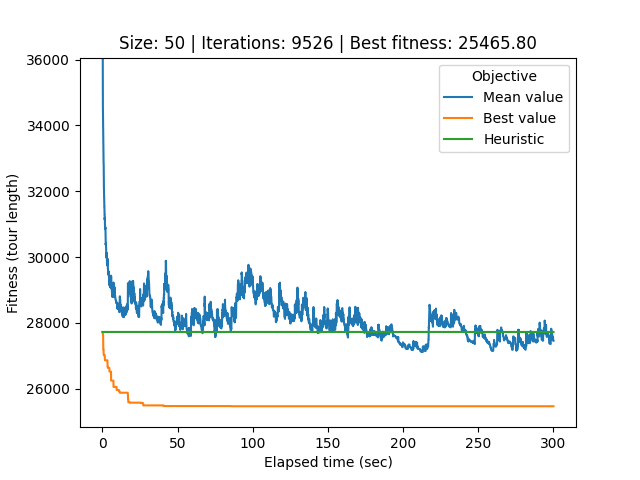 Size: 50 | Iterations: 9526 | Best fitness: 25465.80
Objective
Mean value
Best value
Heuristic
Fitness (tour length)
36000
34000
32000
30000
28000
26000
0
50
100
150
200
250
300
Elapsed time (sec)